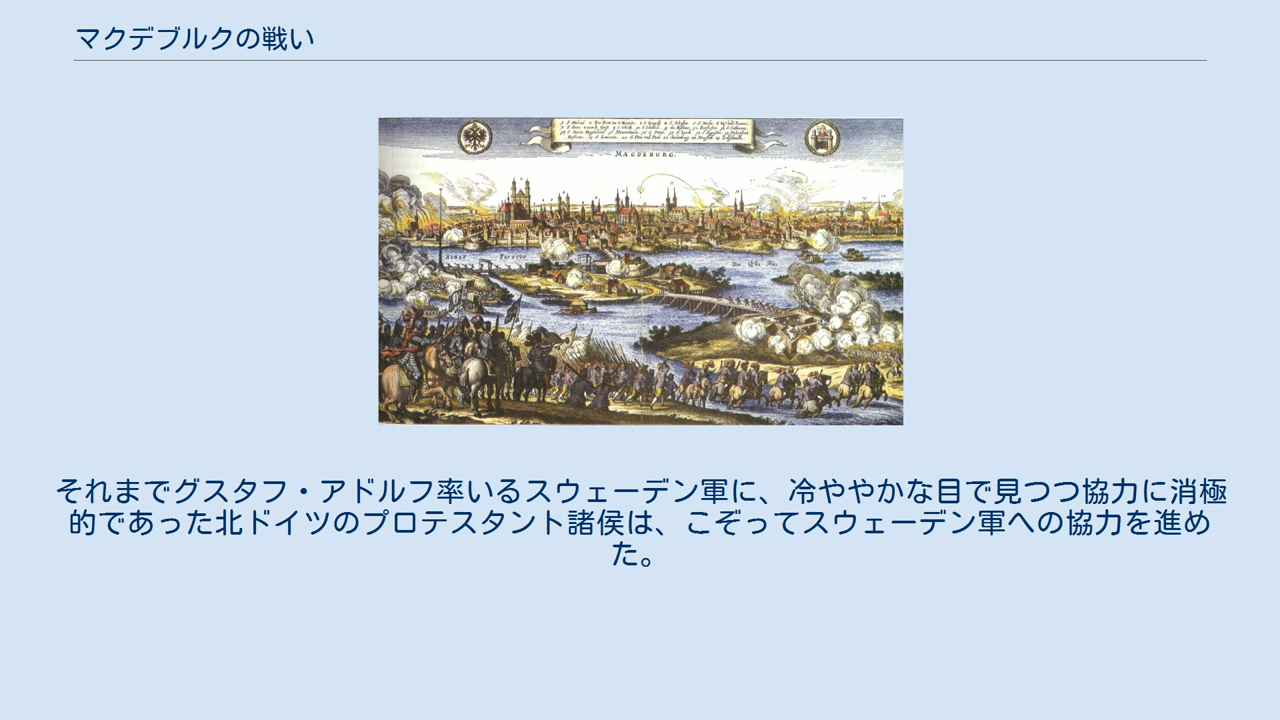 マクデブルクの戦い
MAGDEBURG.
それまでグスタフ・アドルフ率いるスウェーデン軍に、冷ややかな目で見つつ協力に消極
的であった北ドイツのプロテスタント諸侯は、こぞってスウェーデン軍への協力を進め
た。